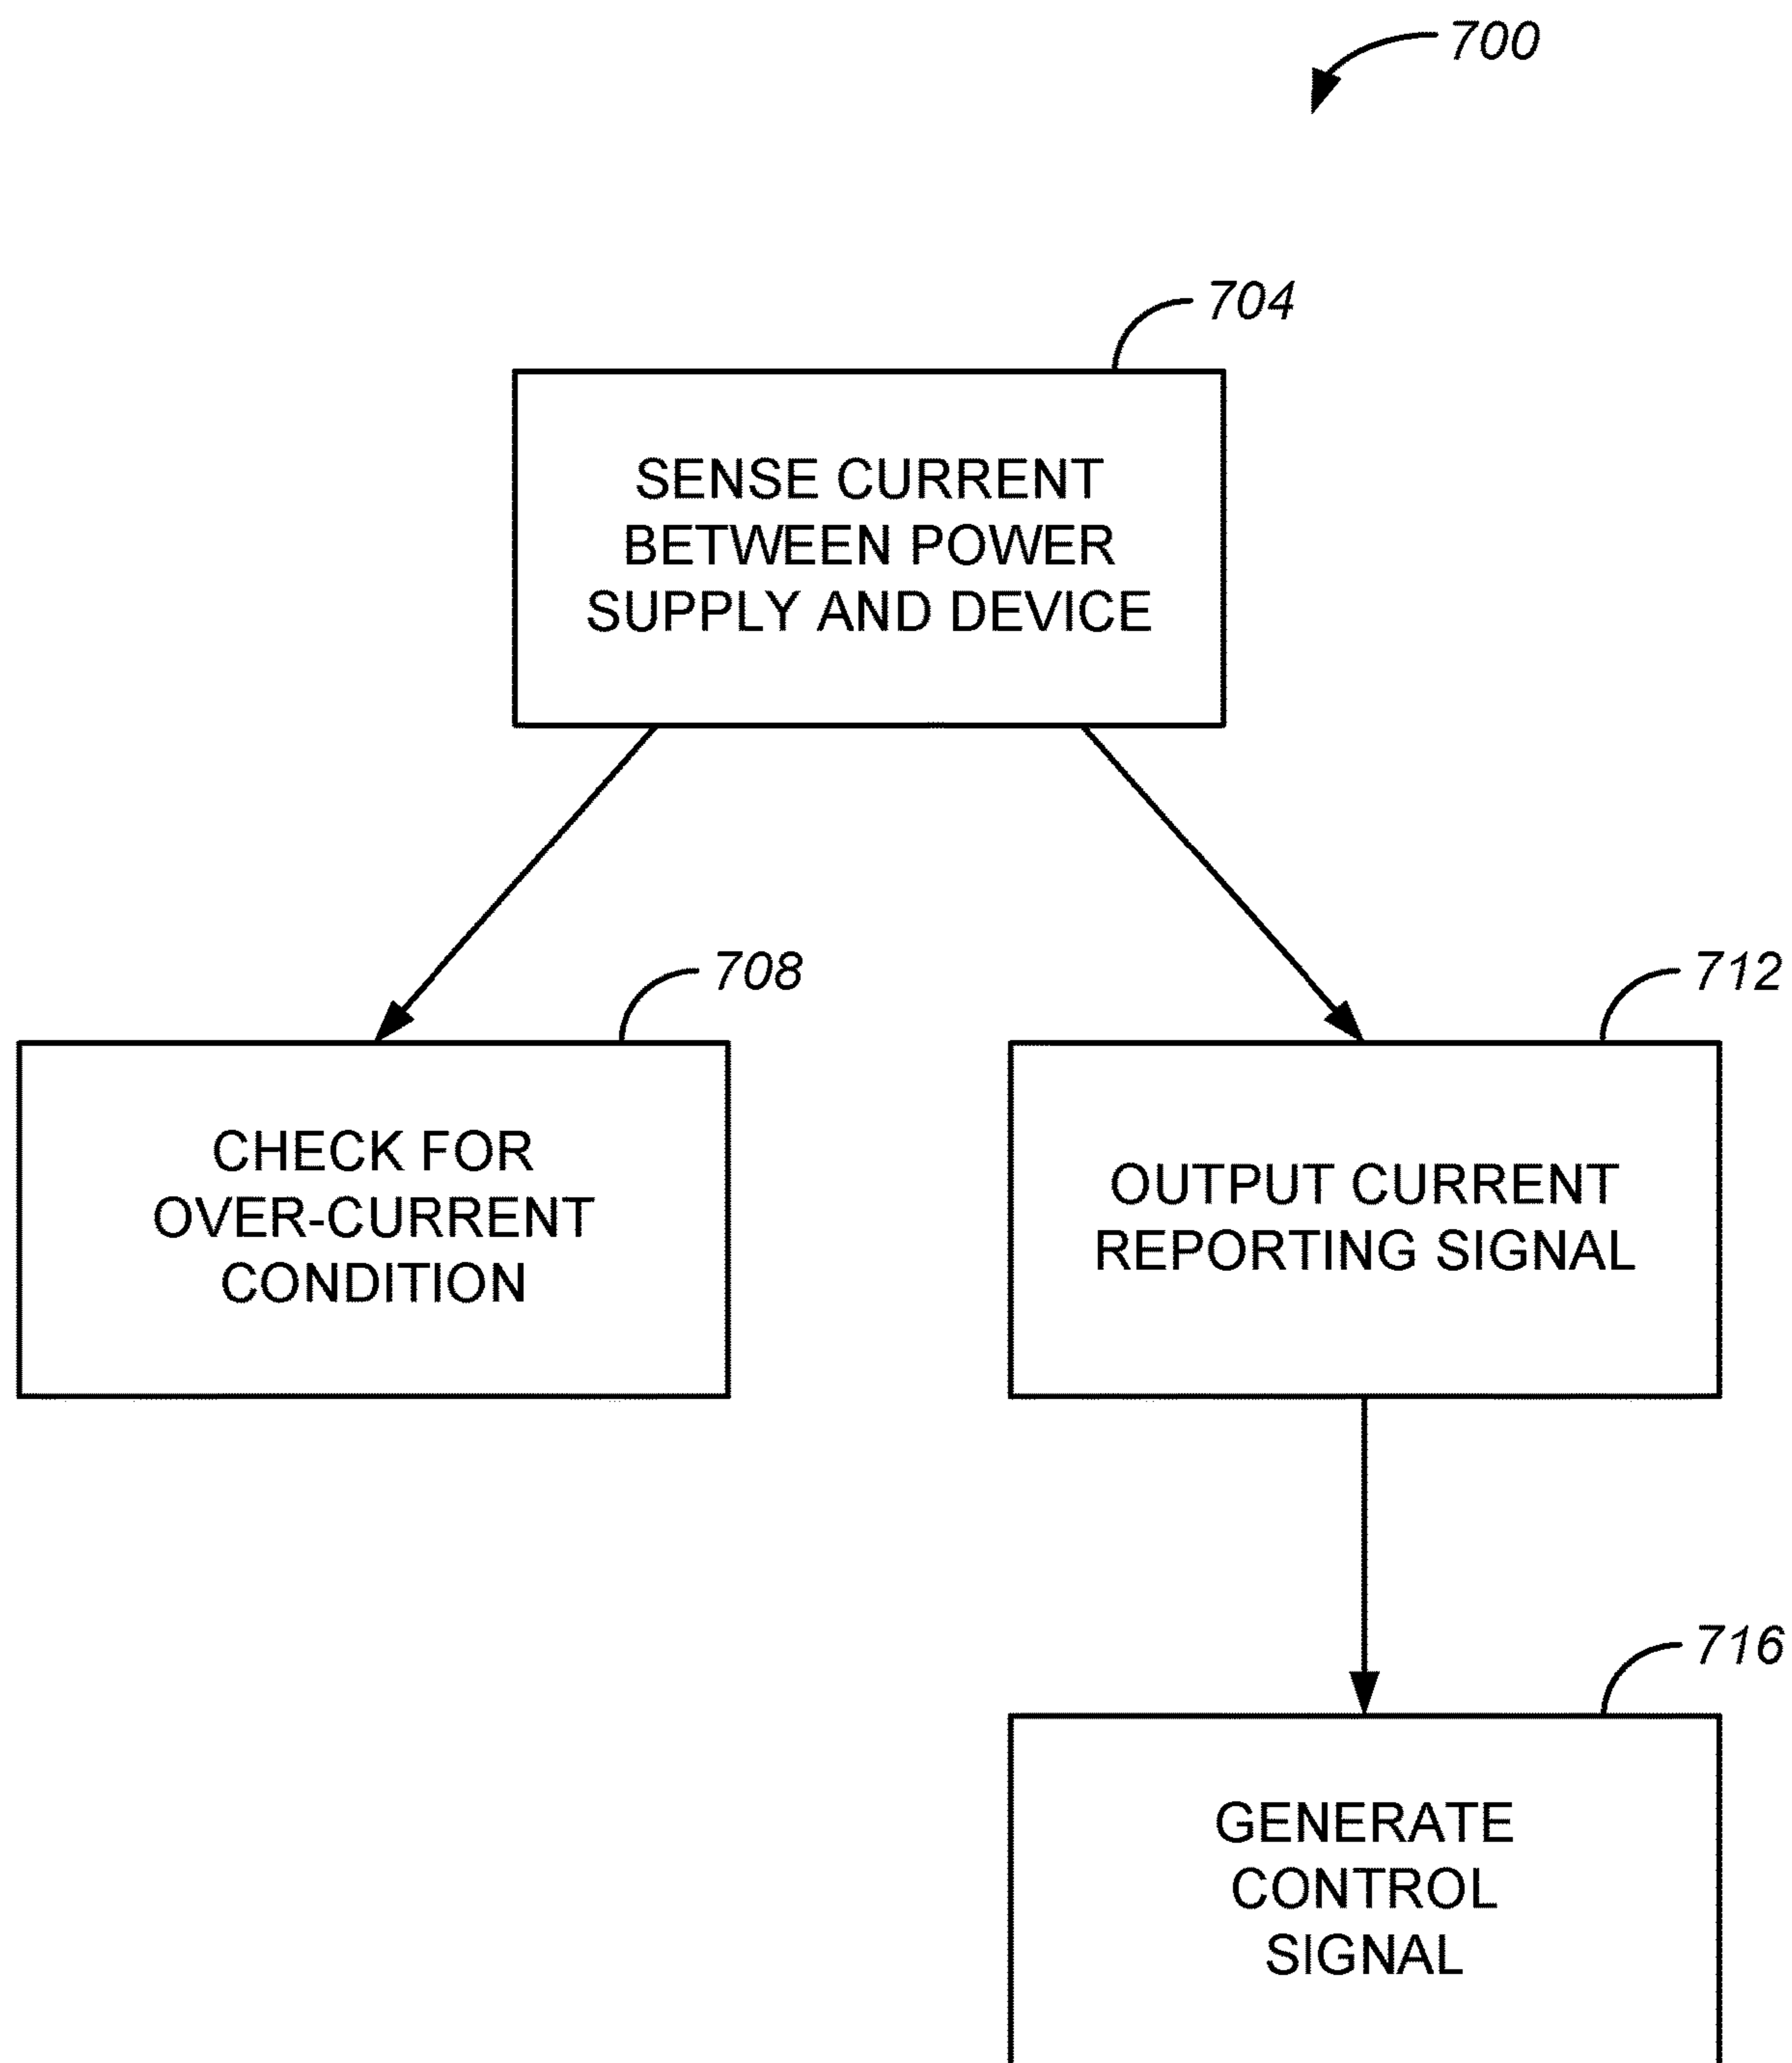 700
704
SENSE CURRENT
BETWEEN POWER
SUPPLY AND DEVICE
708
712
CHECK FOR
OVER-CURRENT
CONDITION
OUTPUT CURRENT
REPORTING SIGNAL
716
GENERATE
CONTROL
SIGNAL